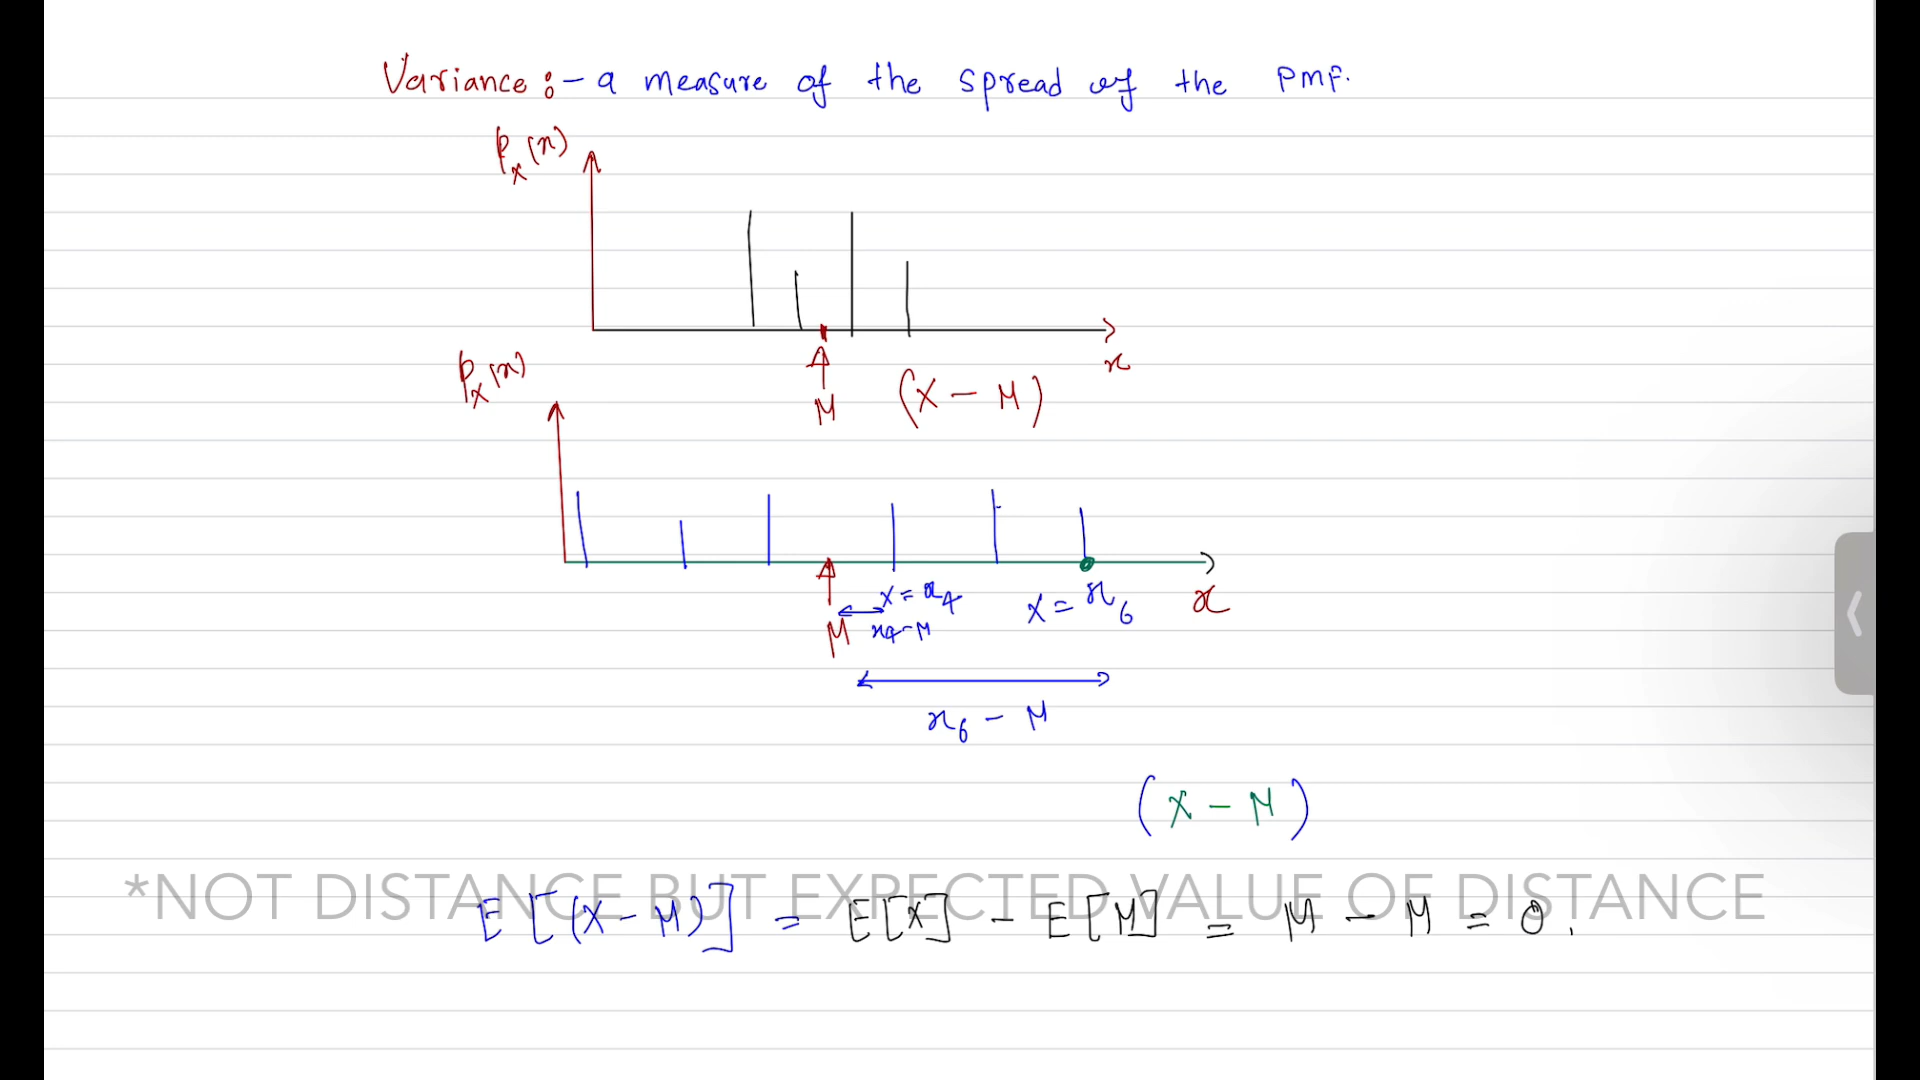 Variance :- a measure of the spread of the PMF.
Pₓ(x)
x
M (X - M)
Pₓ(x)
X = x₄ X = x₆ x
M x₄-M
x₆ - M
(X - M)
*NOT DISTANCE BUT EXPECTED VALUE OF DISTANCE
E[(X - M)] = E[X] - E[M] = M - M = 0.